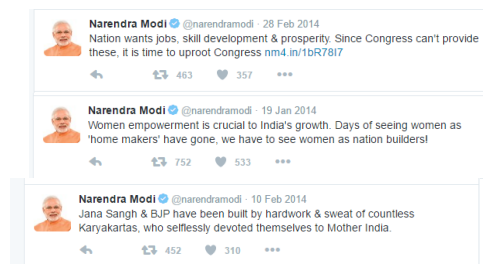 Narendra Modi @narendramodi · 28 Feb 2014
Nation wants jobs, skill development & prosperity. Since Congress can't provide
these, it is time to uproot Congress nm4.in/1bR78I7
463 357
Narendra Modi @narendramodi · 19 Jan 2014
Women empowerment is crucial to India's growth. Days of seeing women as
'home makers' have gone, we have to see women as nation builders!
752 533
Narendra Modi @narendramodi · 10 Feb 2014
Jana Sangh & BJP have been built by hardwork & sweat of countless
Karyakartas, who selflessly devoted themselves to Mother India.
452 310